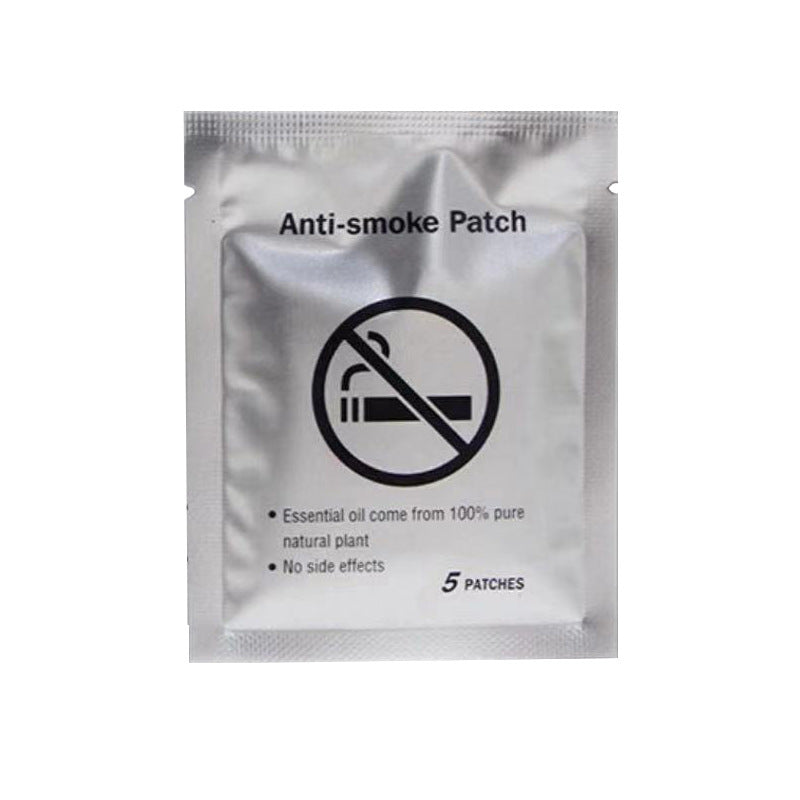 Anti-smoke Patch
• Essential oil come from 100% pure
natural plant
• No side effects
5 PATCHES